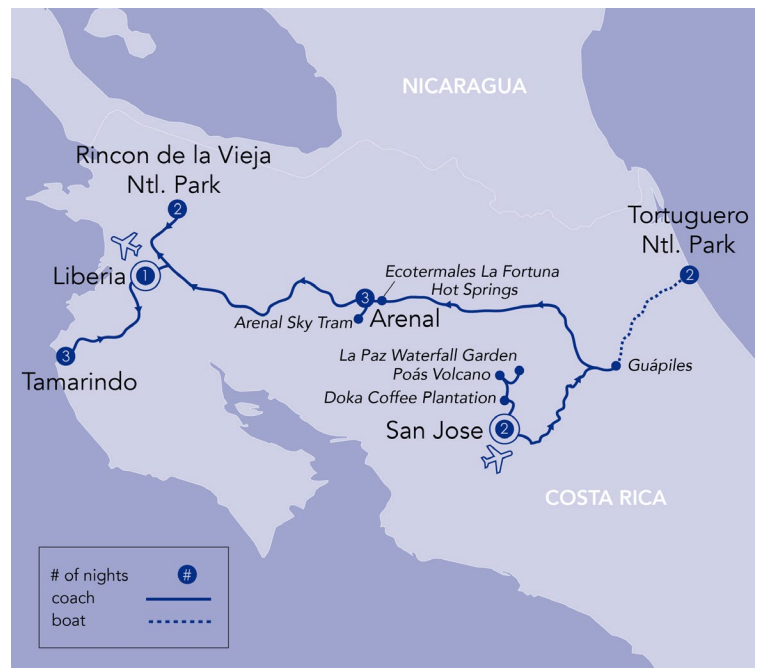 NICARAGUA
Rincon de la Vieja
Ntl. Park
2
Tortuguero
Ntl. Park
2
Liberia
1
Ecotermales La Fortuna
Hot Springs
3
Arenal
Arenal Sky Tram
3
Tamarindo
La Paz Waterfall Garden
Poás Volcano
Doka Coffee Plantation
Guápiles
San Jose
2
COSTA RICA
# of nights #
coach
boat